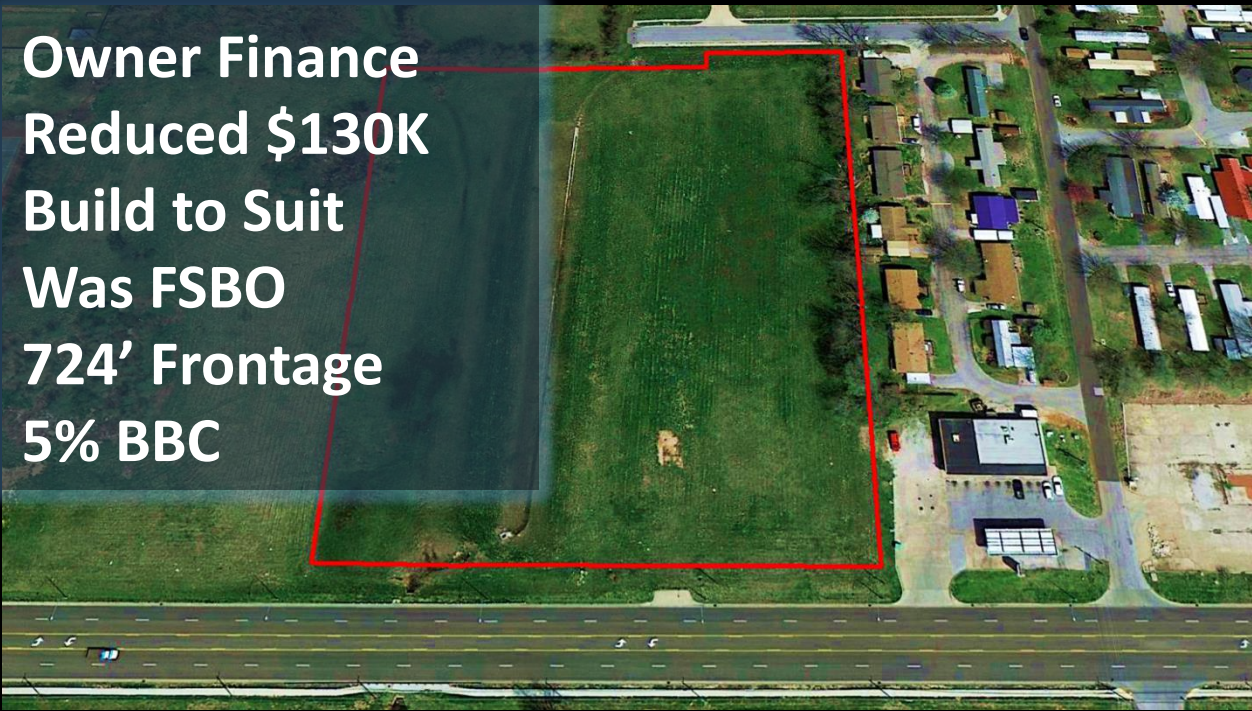 Owner Finance
Reduced $130K
Build to Suit
Was FSBO
724’ Frontage
5% BBC